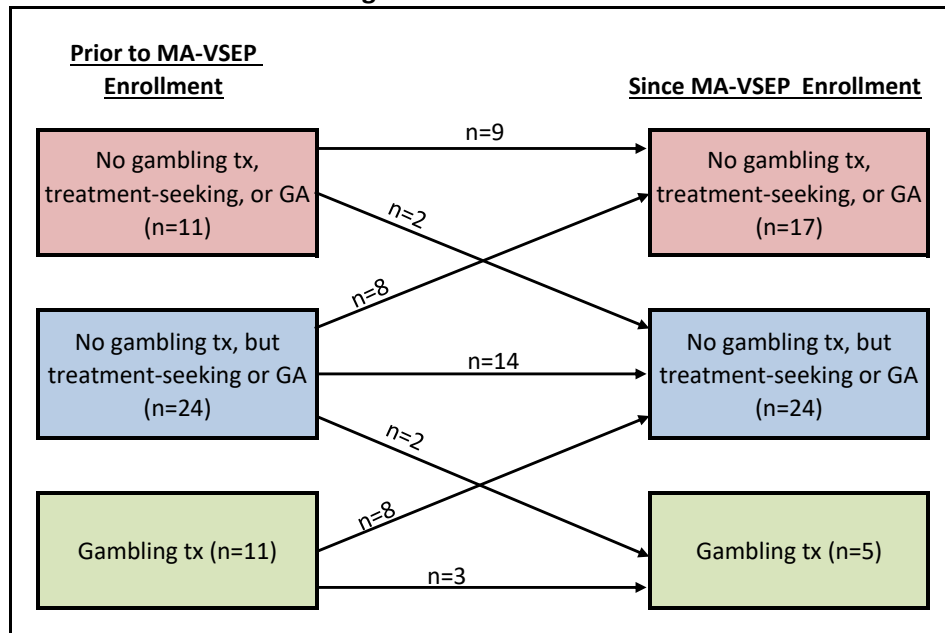 Prior to MA-VSEP
Enrollment
Since MA-VSEP Enrollment
No gambling tx,
treatment-seeking, or GA
(n=11)
n=9
n=2
n=8
No gambling tx,
treatment-seeking, or GA
(n=17)
No gambling tx, but
treatment-seeking or GA
(n=24)
n=14
n=2
n=8
No gambling tx, but
treatment-seeking or GA
(n=24)
Gambling tx (n=11)
n=3
Gambling tx (n=5)